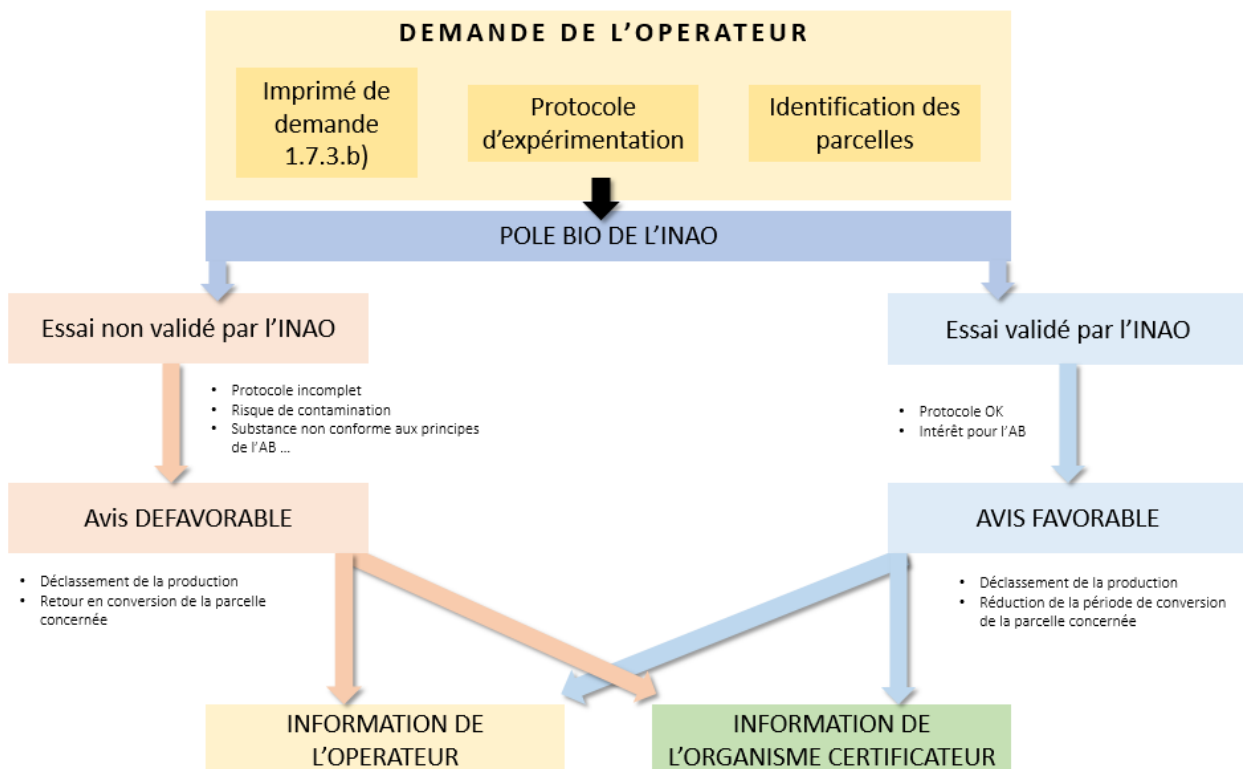 DEMANDE DE L'OPERATEUR
Imprimé de
demande
1.7.3.b)
Protocole
d'expérimentation
Identification des
parcelles
POLE BIO DE L'INAO
Essai non validé par l'INAO
Essai validé par l'INAO
• Protocole incomplet
• Risque de contamination
• Substance non conforme aux principes
de l'AB ...
• Protocole OK
• Intérêt pour l'AB
Avis DEFAVORABLE
AVIS FAVORABLE
• Déclassement de la production
• Retour en conversion de la parcelle
concernée
• Déclassement de la production
• Réduction de la période de conversion
de la parcelle concernée
INFORMATION DE
L'OPERATEUR
INFORMATION DE
L'ORGANISME CERTIFICATEUR